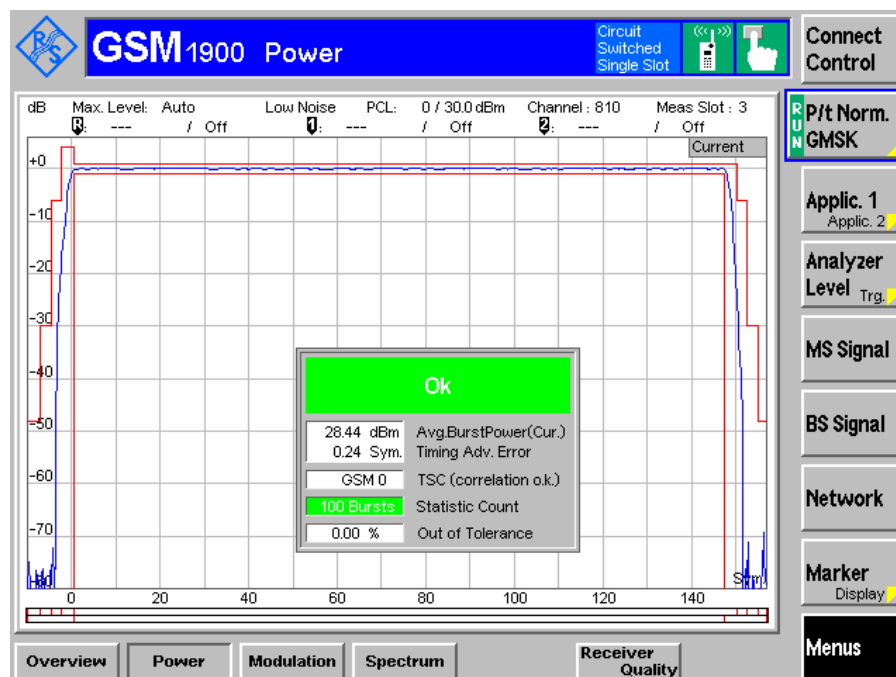 R S
GSM1900 Power
Circuit
Switched
Single Slot
Connect
Control
dB Max. Level: Auto Low Noise PCL: 0 / 30.0 dBm Channel : 810 Meas Slot : 3
R: --- / Off 1: --- / Off 2: --- / Off
RUN
P/t Norm.
GMSK
Current
+0
-10
-20
-30
-40
-50
-60
-70
-80
Ok
28.44 dBm Avg.BurstPower(Cur.)
0.24 Sym. Timing Adv. Error
GSM 0 TSC (correlation o.k.)
100 Bursts Statistic Count
0.00 % Out of Tolerance
Sym
0 20 40 60 80 100 120 140
Applic. 1
Applic. 2
Analyzer
Level Trg.
MS Signal
BS Signal
Network
Marker
Display
Menus
Overview Power Modulation Spectrum Receiver
Quality